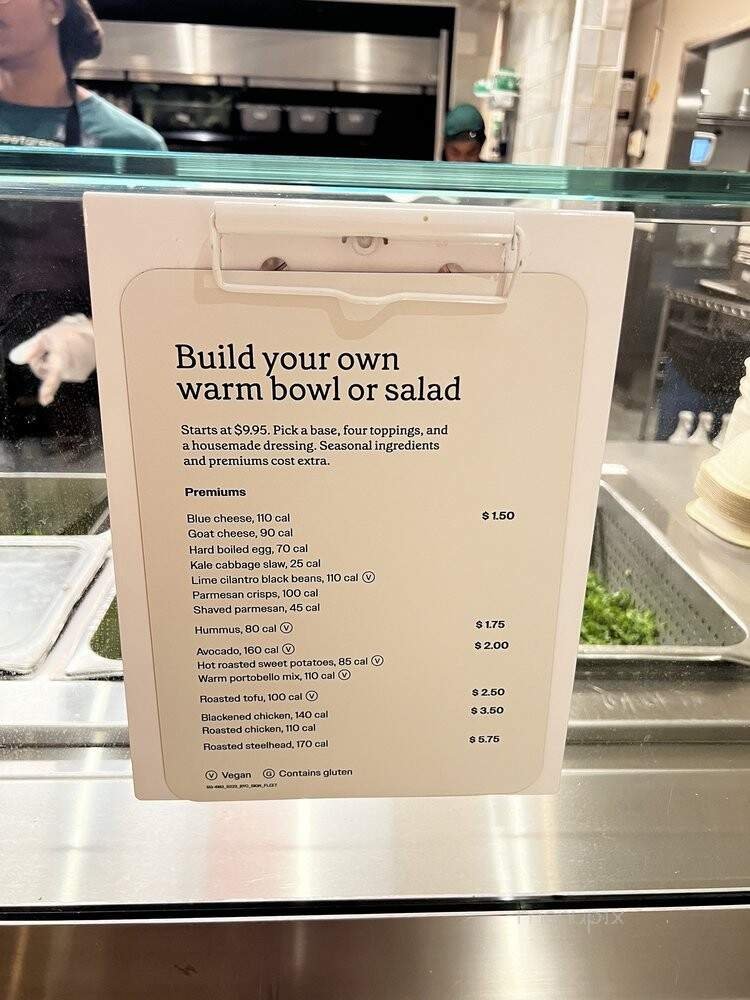 Build your own
warm bowl or salad
Starts at $9.95. Pick a base, four toppings, and
a housemade dressing. Seasonal ingredients
and premiums cost extra.
Premiums
Blue cheese, 110 cal $1.50
Goat cheese, 90 cal
Hard boiled egg, 70 cal
Kale cabbage slaw, 25 cal
Lime cilantro black beans, 110 cal Ⓥ
Parmesan crisps, 100 cal
Shaved parmesan, 45 cal
Hummus, 80 cal Ⓥ $1.75
Avocado, 160 cal Ⓥ $2.00
Hot roasted sweet potatoes, 85 cal Ⓥ
Warm portobello mix, 110 cal Ⓥ
Roasted tofu, 100 cal Ⓥ $2.50
Blackened chicken, 140 cal $3.50
Roasted chicken, 110 cal
Roasted steelhead, 170 cal $5.75
Ⓥ Vegan Ⓖ Contains gluten